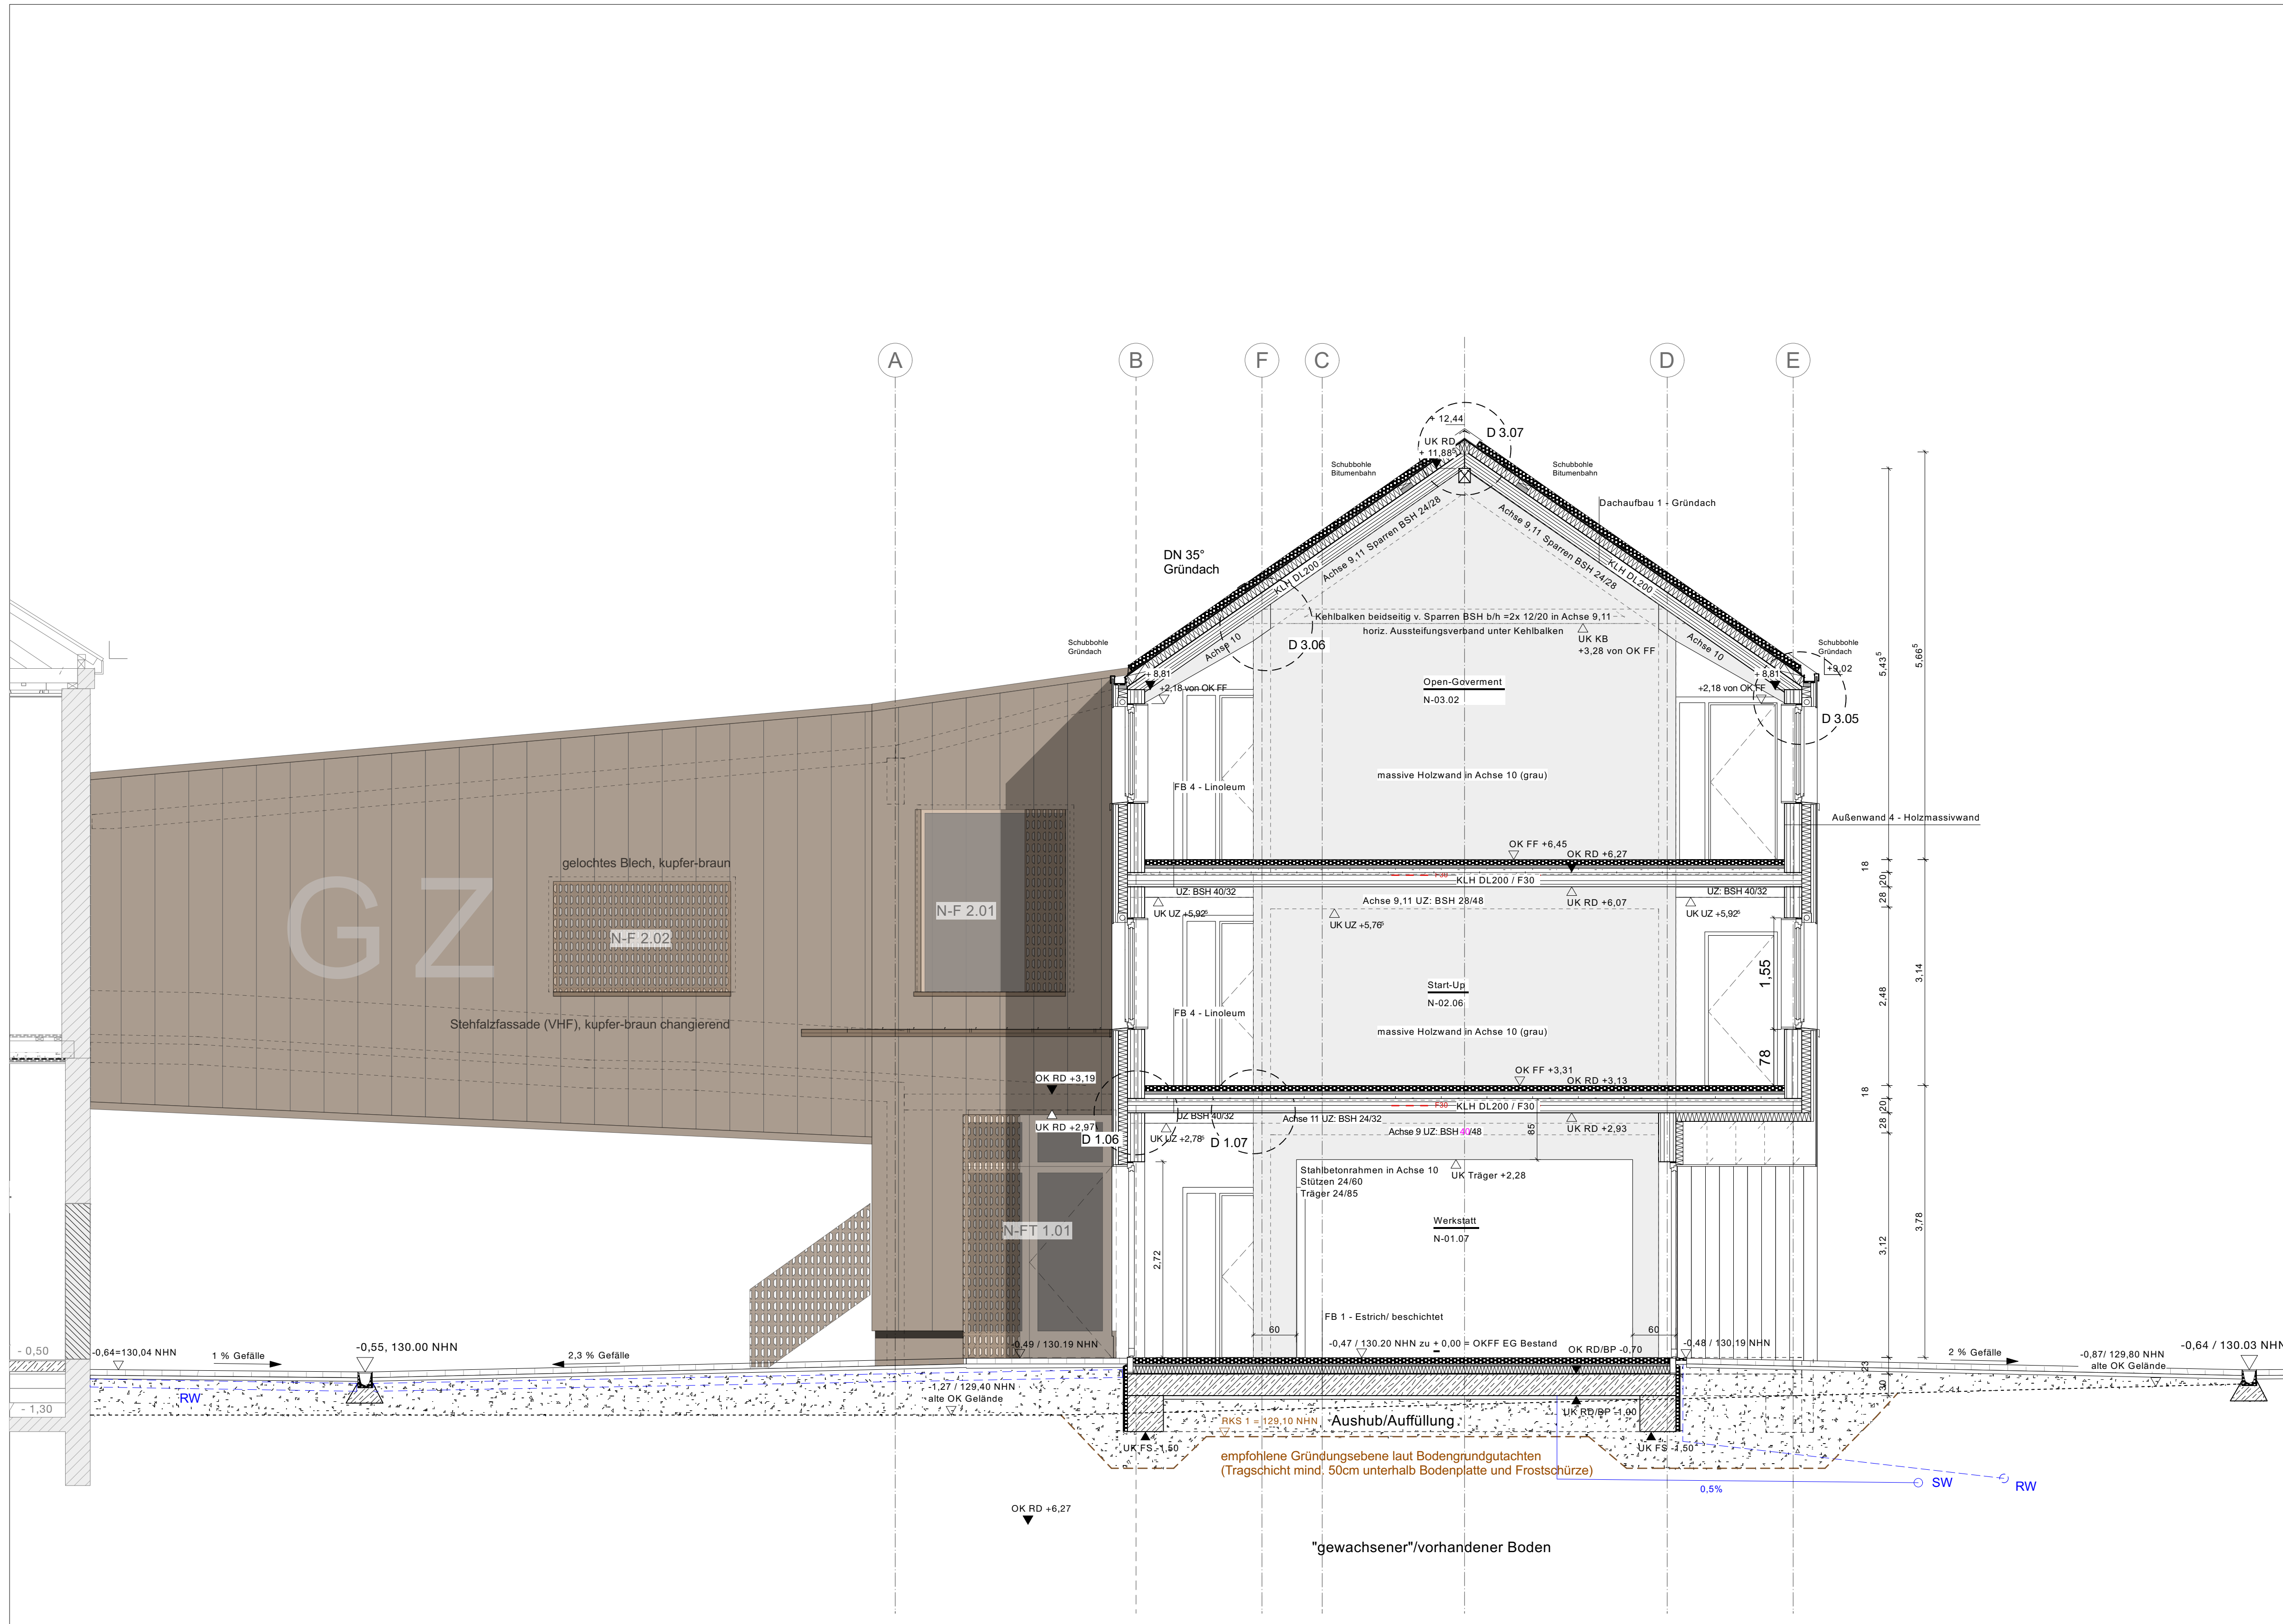 A
B
F
C
D
E
+ 12,44
D 3.07
UK RD
+ 11,88⁵
Schubbohle
Bitumenbahn
Schubbohle
Bitumenbahn
Dachaufbau 1 - Gründach
Achse 9,11 Sparren BSH 24/28
Achse 9,11 Sparren BSH 24/28
KLH DL200
KLH DL200
DN 35°
Gründach
Kehlbalken beidseitig v. Sparren BSH b/h =2x 12/20 in Achse 9,11
horiz. Aussteifungsverband unter Kehlbalken
UK KB
+3,28 von OK FF
D 3.06
Achse 10
Achse 10
Schubbohle
Gründach
Schubbohle
Gründach
+9,02
+ 8,81
+ 8,81
+2,18 von OK FF
+2,18 von OK FF
Open-Goverment
N-03.02
D 3.05
5,43⁵
5,66⁵
massive Holzwand in Achse 10 (grau)
FB 4 - Linoleum
Außenwand 4 - Holzmassivwand
OK FF +6,45
OK RD +6,27
F30
KLH DL200 / F30
18
20
28
UZ: BSH 40/32
UZ: BSH 40/32
Achse 9,11 UZ: BSH 28/48
UK RD +6,07
UK UZ +5,92⁵
UK UZ +5,92⁵
UK UZ +5,76⁵
gelochtes Blech, kupfer-braun
GZ
N-F 2.02
N-F 2.01
Stehfalzfassade (VHF), kupfer-braun changierend
1,55
78
2,48
3,14
Start-Up
N-02.06
FB 4 - Linoleum
massive Holzwand in Achse 10 (grau)
OK FF +3,31
OK RD +3,13
OK RD +3,19
UK RD +2,97
F30
KLH DL200 / F30
18
20
28
UZ BSH 40/32
Achse 11 UZ: BSH 24/32
Achse 9 UZ: BSH 40/48
UK RD +2,93
85
D 1.06
UK UZ +2,78⁵
D 1.07
Stahlbetonrahmen in Achse 10
Stützen 24/60
Träger 24/85
UK Träger +2,28
Werkstatt
N-01.07
N-FT 1.01
2,72
3,12
3,78
FB 1 - Estrich/ beschichtet
60
60
-0,49 / 130.19 NHN
-0,47 / 130.20 NHN zu + 0,00 = OKFF EG Bestand
OK RD/BP -0,70
-0,48 / 130.19 NHN
- 0,50
-0,64=130,04 NHN
1 % Gefälle
-0,55, 130.00 NHN
2,3 % Gefälle
2 % Gefälle
-0,87/ 129,80 NHN
alte OK Gelände
-0,64 / 130.03 NHN
23
30
RW
-1,27 / 129,40 NHN
alte OK Gelände
- 1,30
UK RD/BP -1,00
RKS 1 = 129,10 NHN
Aushub/Auffüllung
UK FS -1,50
UK FS -1,50
empfohlene Gründungsebene laut Bodengrundgutachten
(Tragschicht mind. 50cm unterhalb Bodenplatte und Frostschürze)
0,5%
SW
RW
OK RD +6,27
"gewachsener"/vorhandener Boden